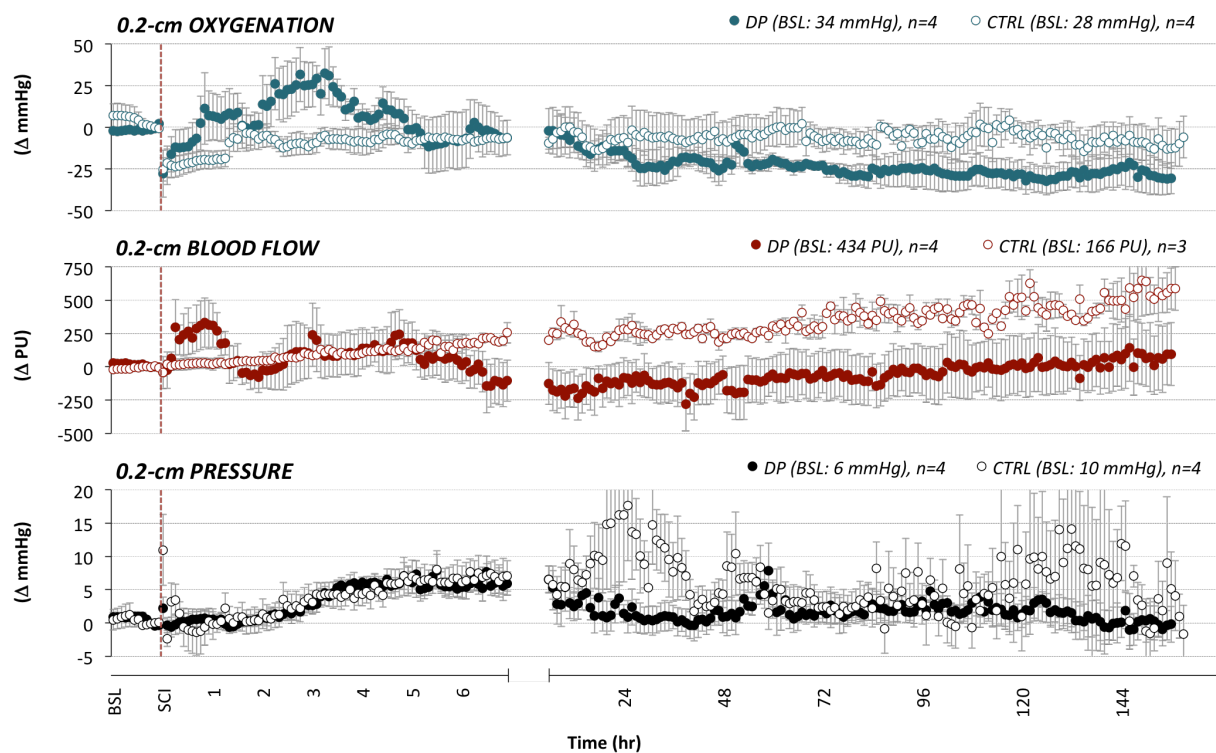 0.2-cm OXYGENATION
DP (BSL: 34 mmHg), n=4 CTRL (BSL: 28 mmHg), n=4
(Δ mmHg)
50
25
0
-25
-50
0.2-cm BLOOD FLOW
DP (BSL: 434 PU), n=4 CTRL (BSL: 166 PU), n=3
(Δ PU)
750
500
250
0
-250
-500
0.2-cm PRESSURE
DP (BSL: 6 mmHg), n=4 CTRL (BSL: 10 mmHg), n=4
(Δ mmHg)
20
15
10
5
0
-5
BSL SCI 1 2 3 4 5 6 24 48 72 96 120 144
Time (hr)